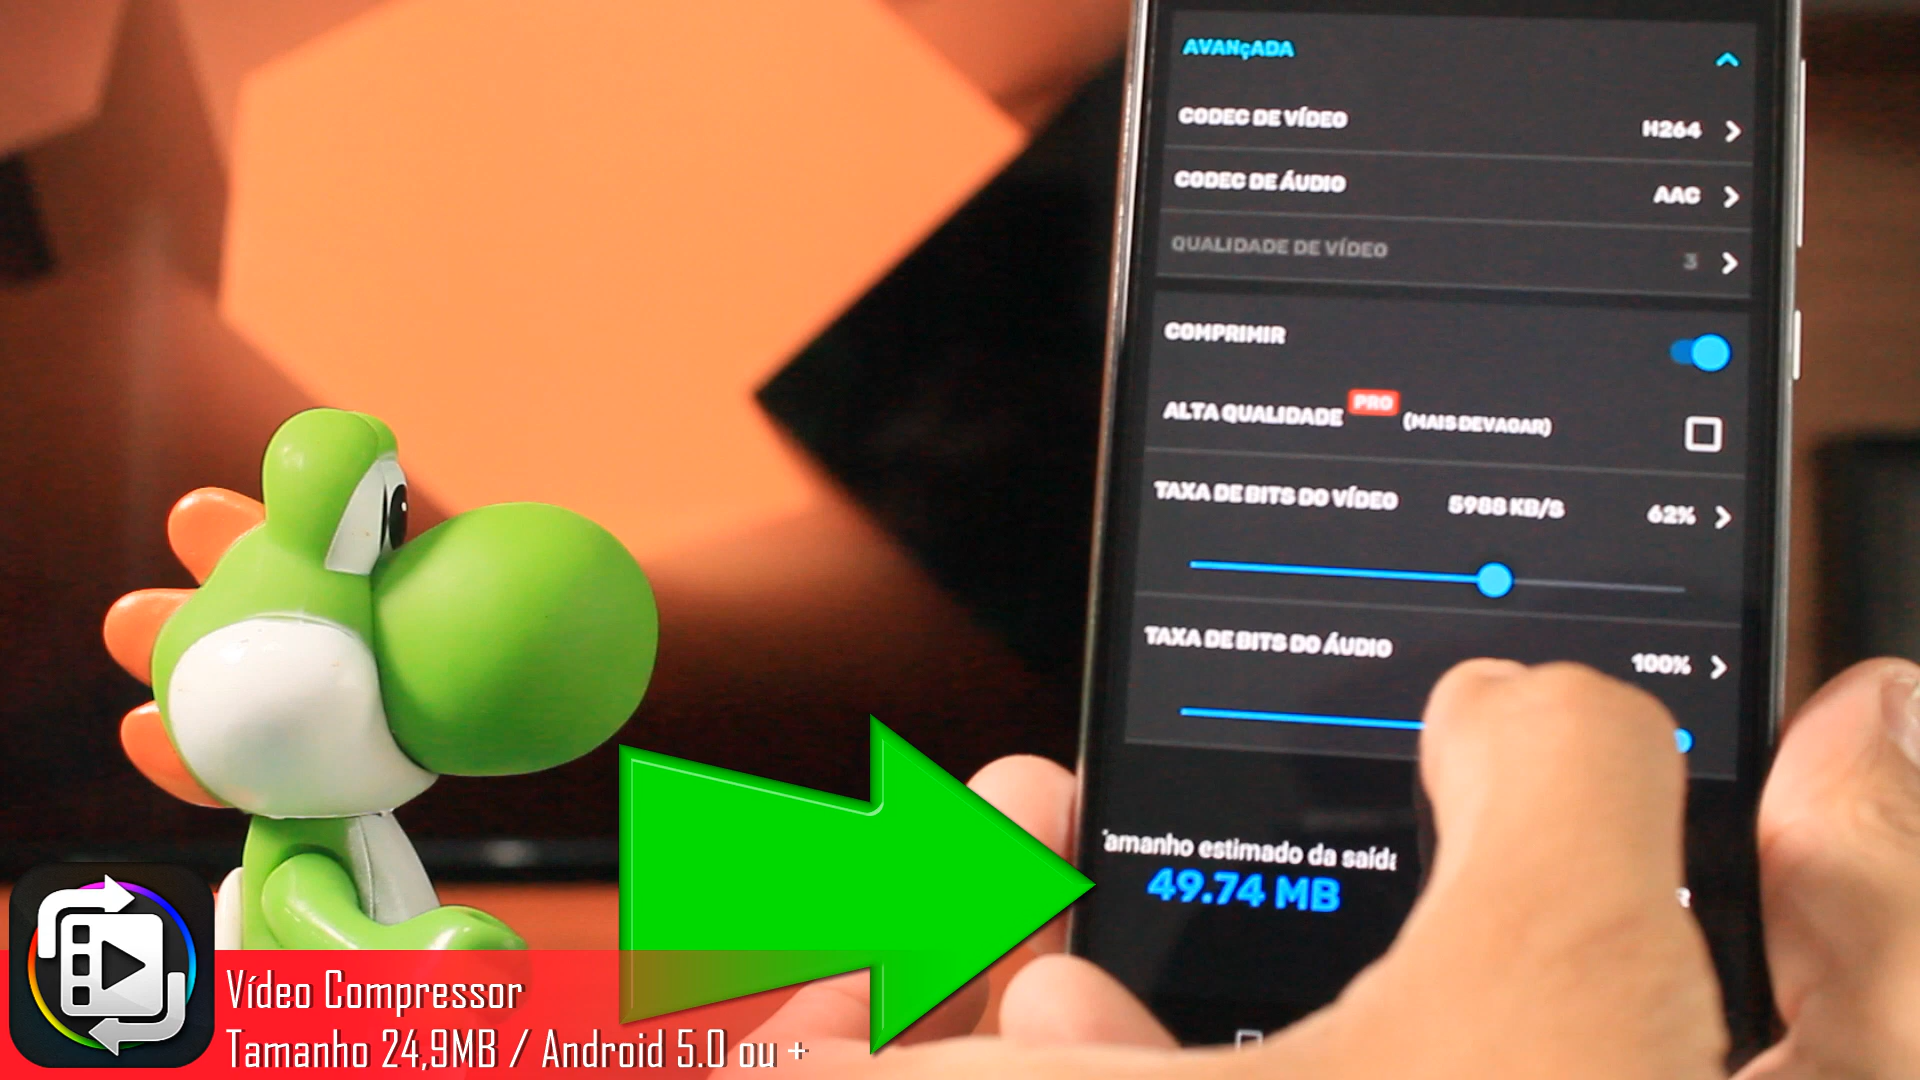 AVANçADA
CODEC DE VÍDEO H264
CODEC DE ÁUDIO AAC
QUALIDADE DE VÍDEO 3
COMPRIMIR
ALTA QUALIDADE PRO (MAIS DEVAGAR)
TAXA DE BITS DO VÍDEO 5988 KB/S 62%
TAXA DE BITS DO ÁUDIO 100%
amanho estimado da saída
49.74 MB
R
Vídeo Compressor
Tamanho 24,9MB / Android 5.0 ou +